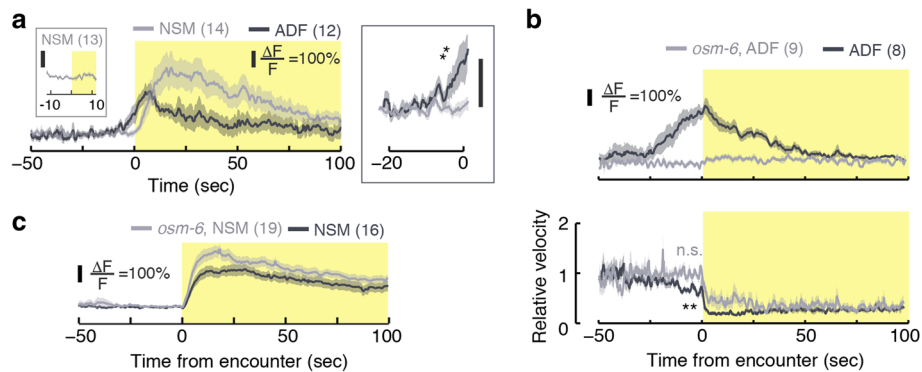 a
NSM (14) ADF (12)
NSM (13)
-10 10
ΔF/F =100%
**
−50 0 50 100
Time (sec)
−20 0
b
osm-6, ADF (9) ADF (8)
ΔF/F =100%
2
1
0
Relative velocity
n.s.
**
−50 0 50 100
Time from encounter (sec)
c
osm-6, NSM (19) NSM (16)
ΔF/F =100%
-50 0 50 100
Time from encounter (sec)